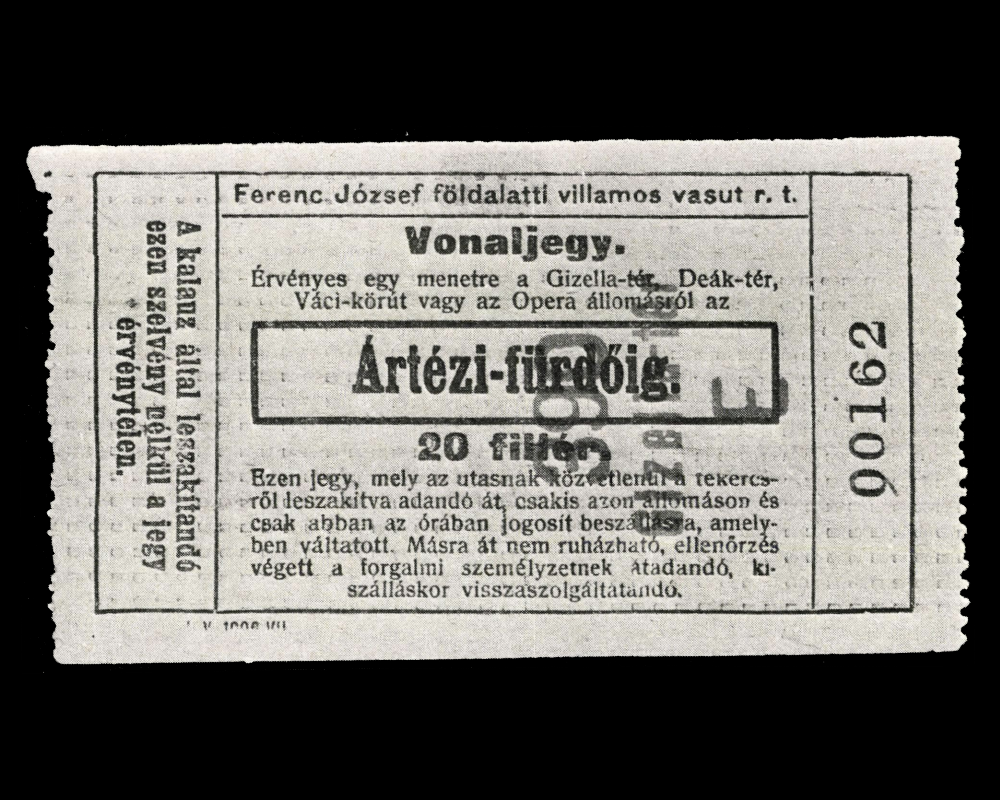 Ferenc József földalatti villamos vasut r. t.
Vonaljegy.
Érvényes egy menetre a Gizella-tér, Deák-tér,
Váci-körút vagy az Opera állomásról az
Ártézi-fürdőig.
20 fillér.
Ezen jegy, mely az utasnak közvetlenül a tekercs-
ről leszakitva adandó át, csakis azon állomáson és
csak abban az órában jogosit beszállásra, amely-
ben váltatott. Másra át nem ruházható, ellenőrzés
végett a forgalmi személyzetnek átadandó, ki-
szálláskor visszaszolgáltatandó.
A kalauz által leszakitandó
ezen szelvény nélkül a jegy
érvénytelen.
90162
E